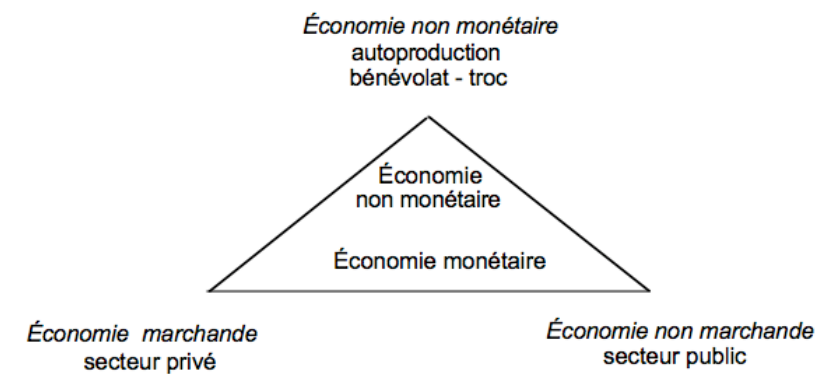 Économie non monétaire
autoproduction
bénévolat - troc
Économie
non monétaire
Économie monétaire
Économie marchande
secteur privé
Économie non marchande
secteur public